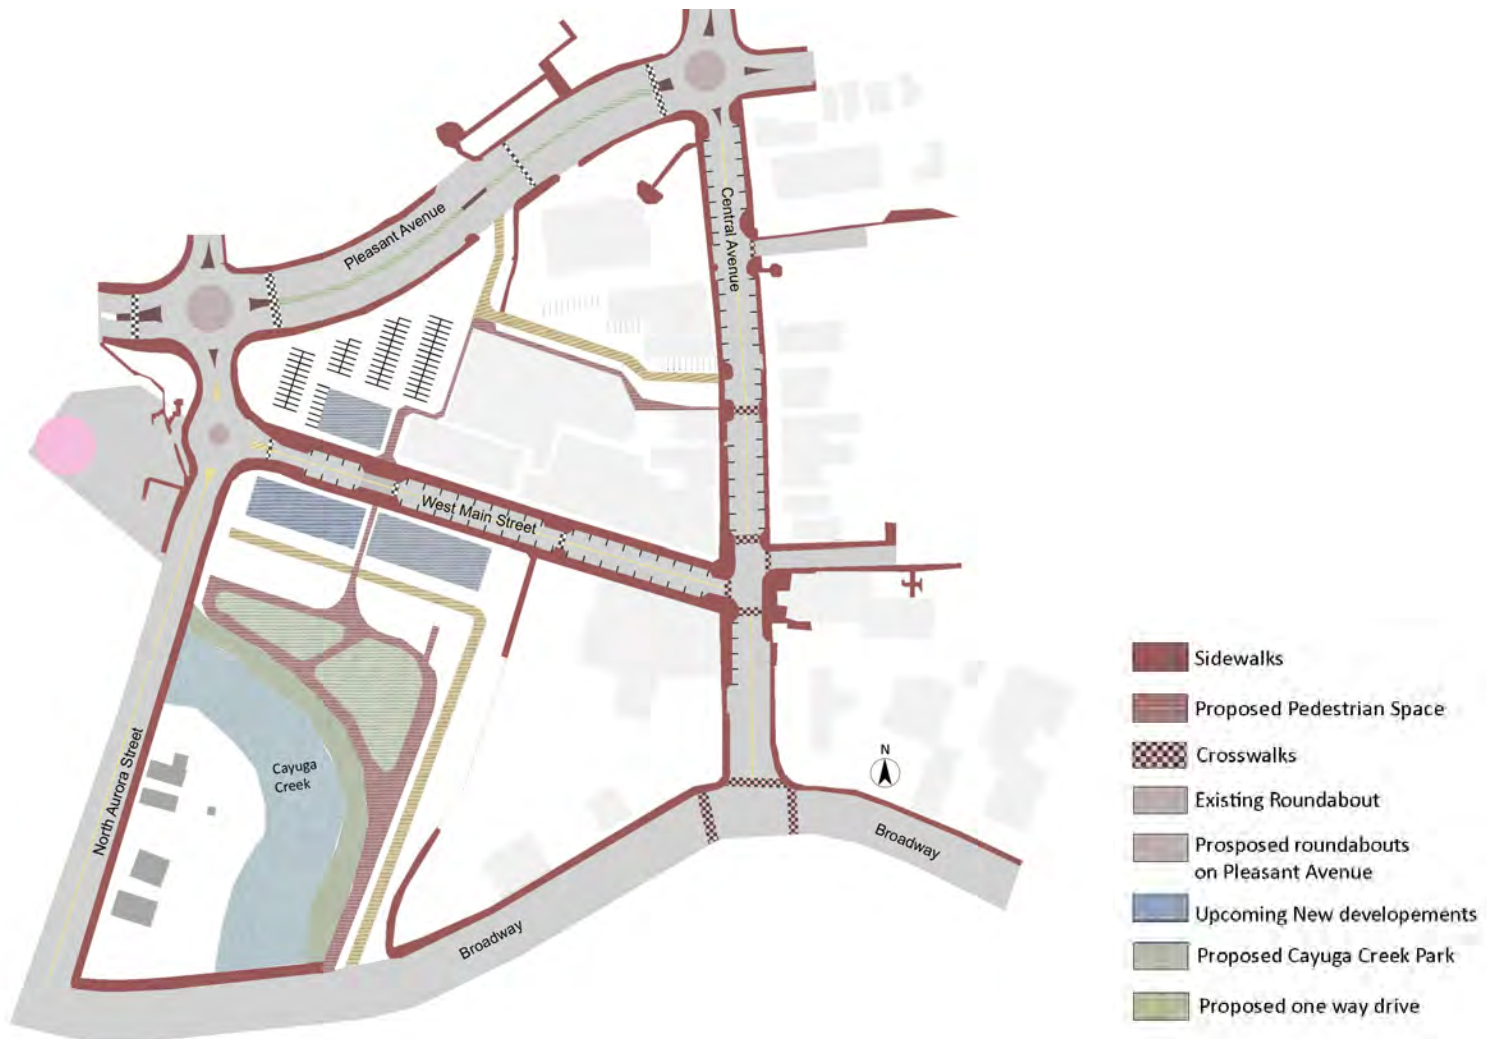 Pleasant Avenue
Central Avenue
West Main Street
North Aurora Street
Cayuga
Creek
N
Broadway
Broadway
Sidewalks
Proposed Pedestrian Space
Crosswalks
Existing Roundabout
Prosposed roundabouts
on Pleasant Avenue
Upcoming New developements
Proposed Cayuga Creek Park
Proposed one way drive